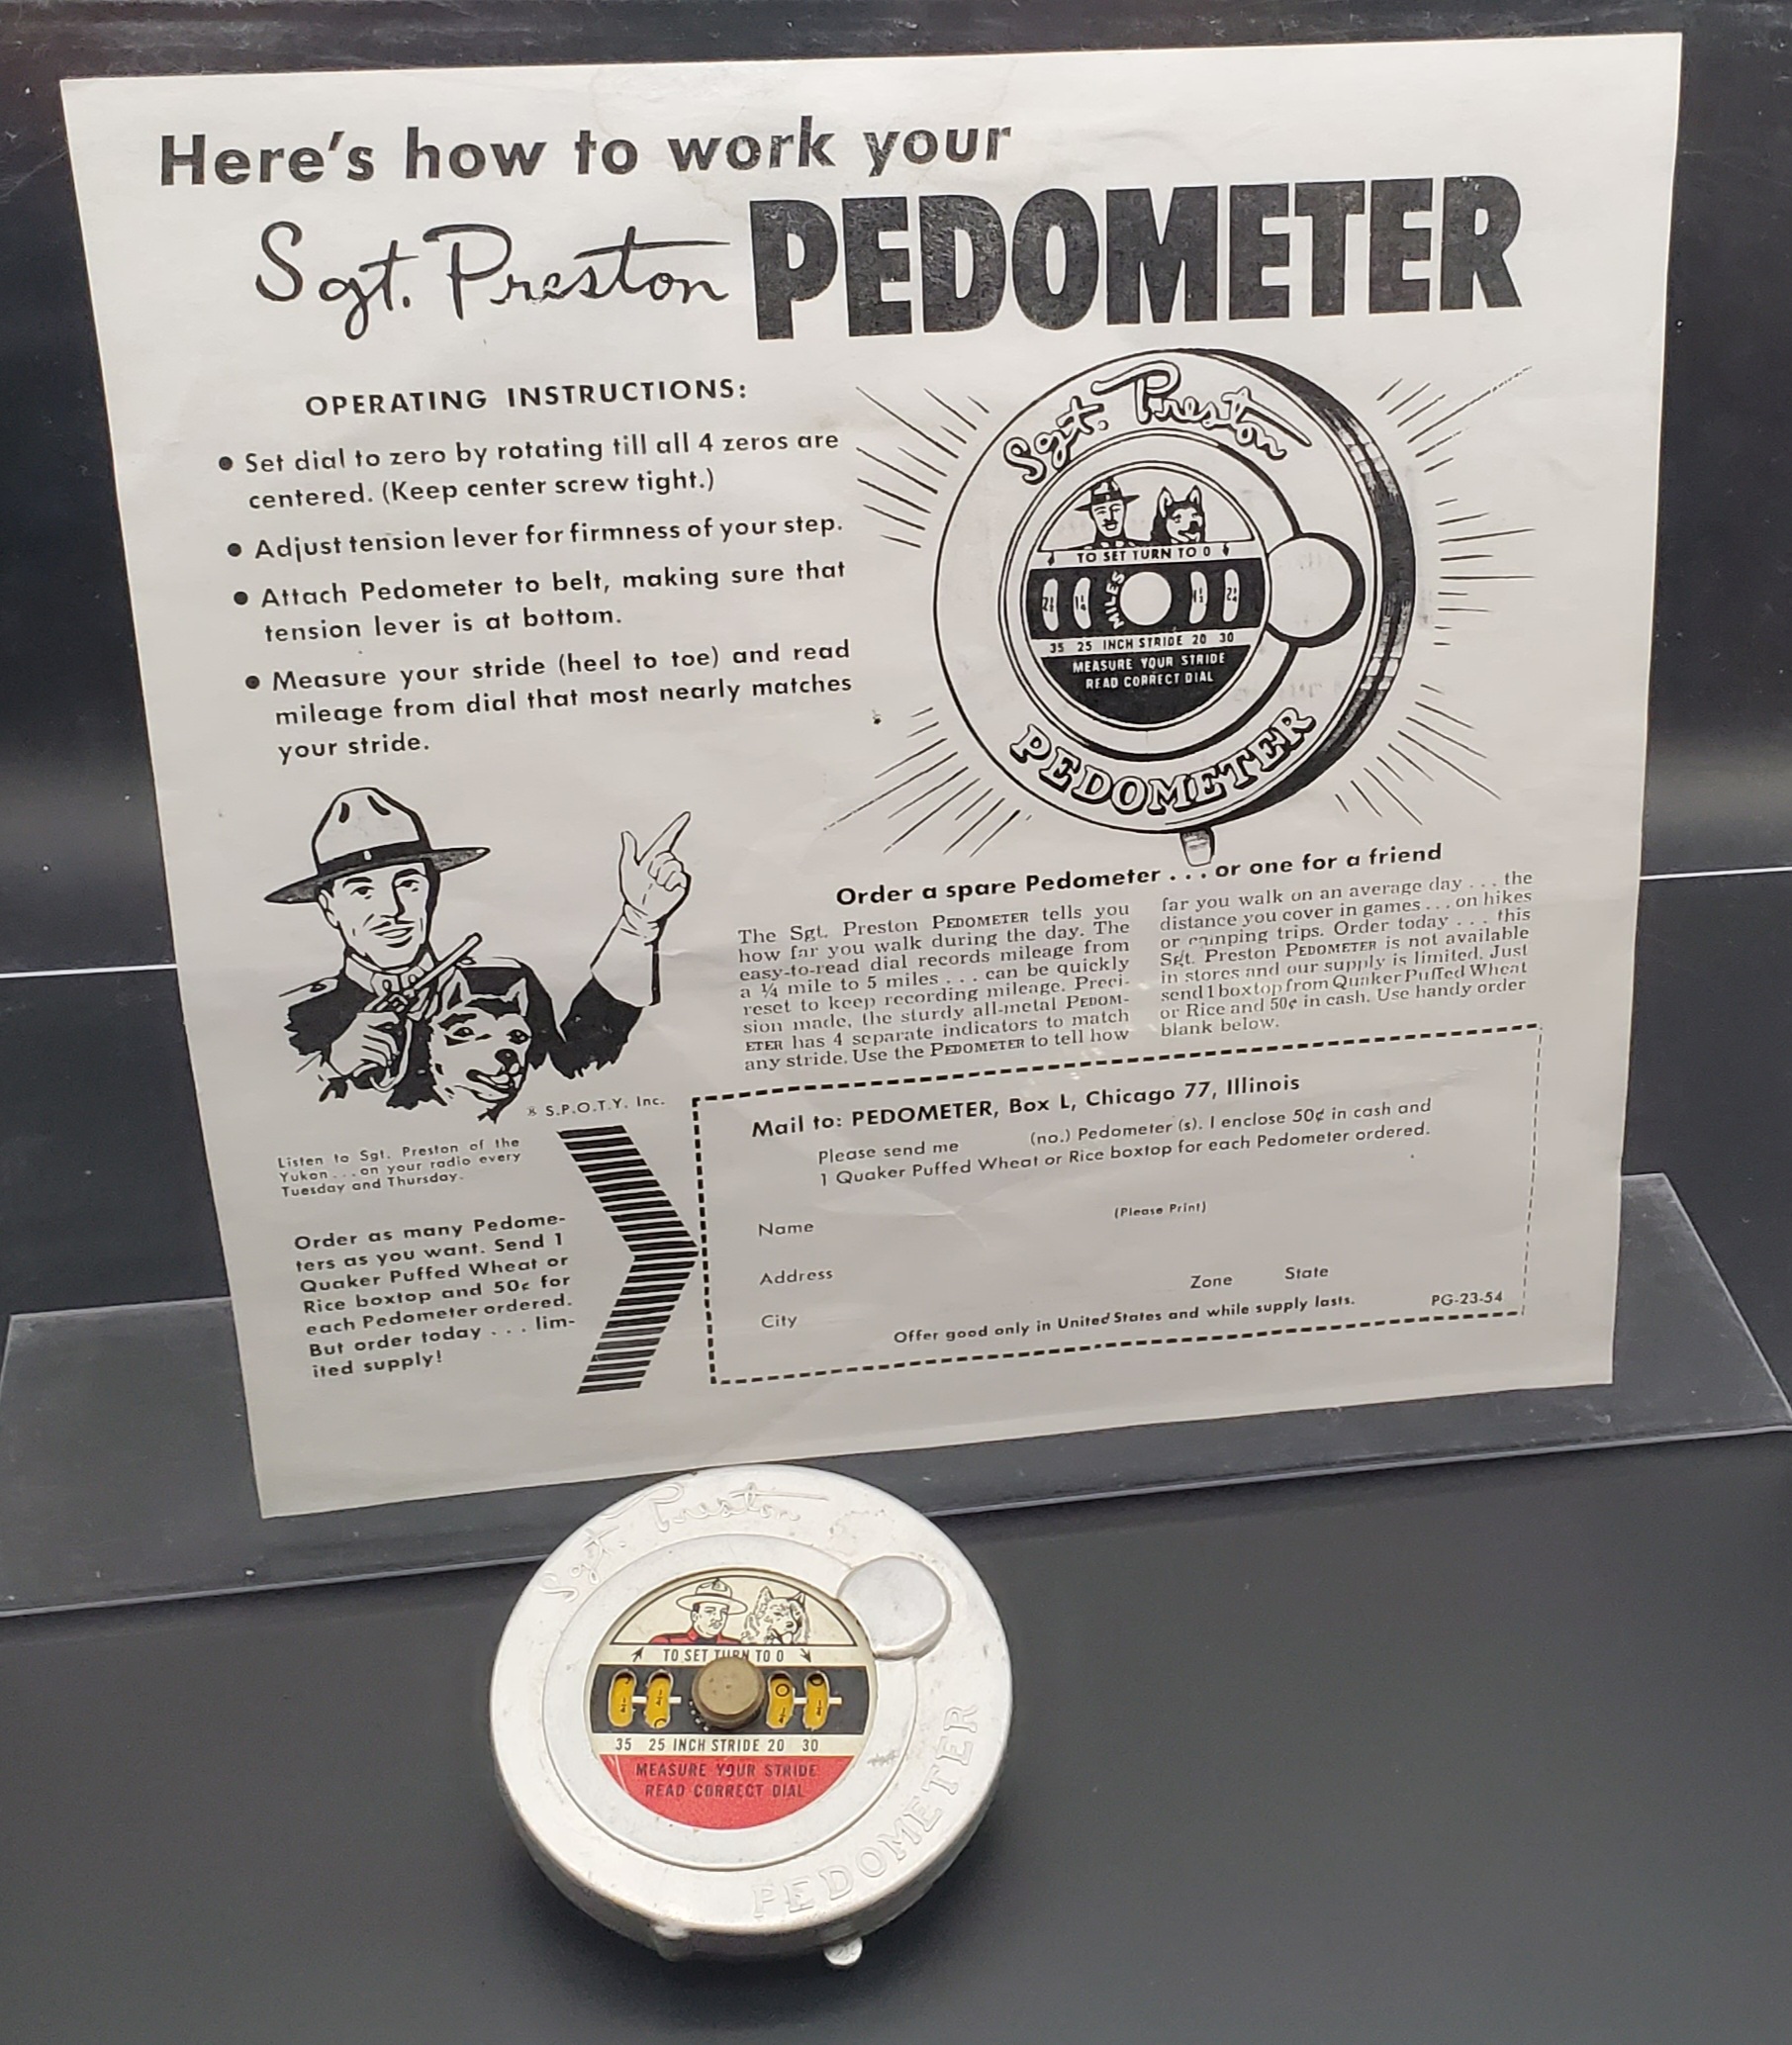 Here's how to work your
Sgt. Preston PEDOMETER
OPERATING INSTRUCTIONS:
• Set dial to zero by rotating till all 4 zeros are
centered. (Keep center screw tight.)
• Adjust tension lever for firmness of your step.
• Attach Pedometer to belt, making sure that
tension lever is at bottom.
• Measure your stride (heel to toe) and read
mileage from dial that most nearly matches
your stride.
Sgt. Preston
TO SET TURN TO 0
MILES
35 25 INCH STRIDE 20 30
MEASURE YOUR STRIDE
READ CORRECT DIAL
PEDOMETER
S.P.O.T.Y. Inc.
Listen to Sgt. Preston of the
Yukon . . . on your radio every
Tuesday and Thursday.
Order as many Pedome-
ters as you want. Send 1
Quaker Puffed Wheat or
Rice boxtop and 50¢ for
each Pedometer ordered.
But order today . . . lim-
ited supply!
Order a spare Pedometer . . . or one for a friend
The Sgt. Preston PEDOMETER tells you
how far you walk during the day. The
easy-to-read dial records mileage from
a ¼ mile to 5 miles . . . can be quickly
reset to keep recording mileage. Preci-
sion made, the sturdy all-metal PEDOM-
ETER has 4 separate indicators to match
any stride. Use the PEDOMETER to tell how
far you walk on an average day . . . the
distance you cover in games . . . on hikes
or camping trips. Order today . . . this
Sgt. Preston PEDOMETER is not available
in stores and our supply is limited. Just
send 1 boxtop from Quaker Puffed Wheat
or Rice and 50¢ in cash. Use handy order
blank below.
Mail to: PEDOMETER, Box L, Chicago 77, Illinois
Please send me (no.) Pedometer (s). I enclose 50¢ in cash and
1 Quaker Puffed Wheat or Rice boxtop for each Pedometer ordered.
(Please Print)
Name
Address
City Zone State
Offer good only in United States and while supply lasts. PG-23-54
Sgt. Preston
TO SET TURN TO 0
35 25 INCH STRIDE 20 30
MEASURE YOUR STRIDE
READ CORRECT DIAL
PEDOMETER